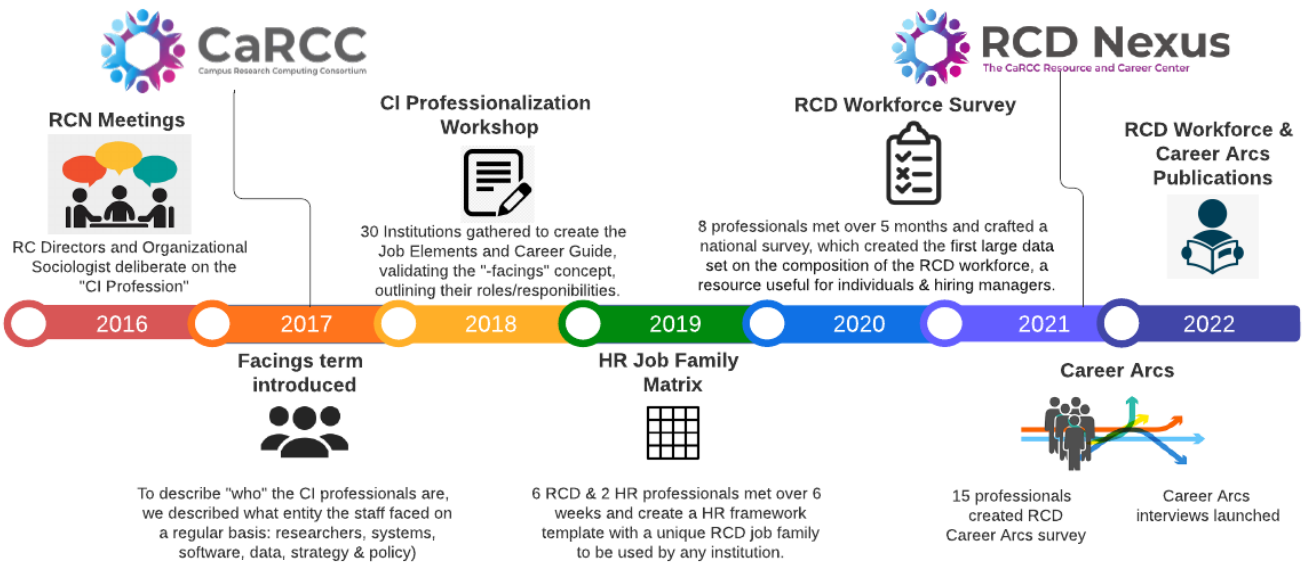 CaRCC
Campus Research Computing Consortium
RCD Nexus
The CaRCC Resource and Career Center
RCN Meetings
RC Directors and Organizational
Sociologist deliberate on the
"CI Profession"
CI Professionalization
Workshop
30 Institutions gathered to create the
Job Elements and Career Guide,
validating the "-facings" concept,
outlining their roles/responibilities.
RCD Workforce Survey
8 professionals met over 5 months and crafted a
national survey, which created the first large data
set on the composition of the RCD workforce, a
resource useful for individuals & hiring managers.
RCD Workforce &
Career Arcs
Publications
2016
2017
2018
2019
2020
2021
2022
Facings term
introduced
To describe "who" the CI professionals are,
we described what entity the staff faced on
a regular basis: researchers, systems,
software, data, strategy & policy)
HR Job Family
Matrix
6 RCD & 2 HR professionals met over 6
weeks and create a HR framework
template with a unique RCD job family
to be used by any institution.
Career Arcs
15 professionals
created RCD
Career Arcs survey
Career Arcs
interviews launched